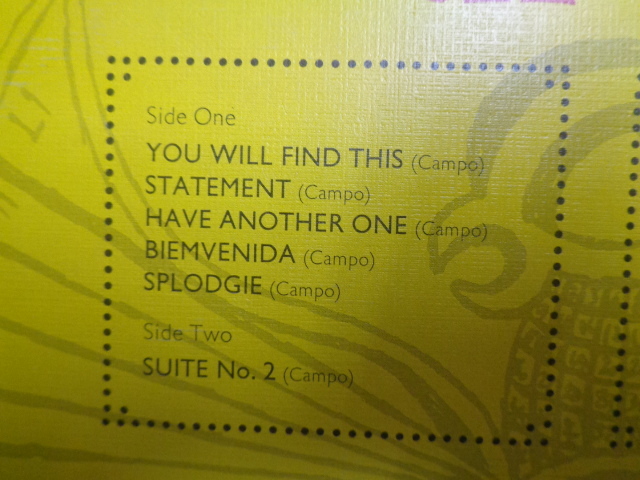 Side One
YOU WILL FIND THIS (Campo)
STATEMENT (Campo)
HAVE ANOTHER ONE (Campo)
BIEMVENIDA (Campo)
SPLODGIE (Campo)
Side Two
SUITE No. 2 (Campo)